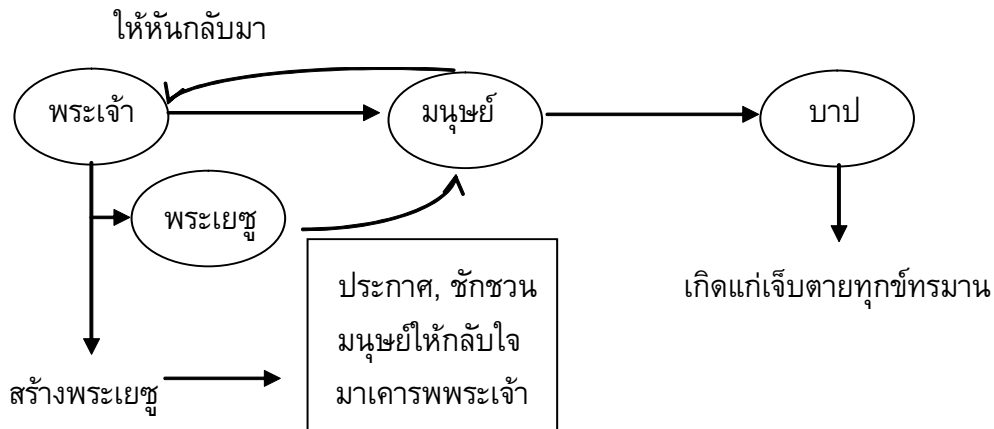 ให้หันกลับมา
พระเจ้า
มนุษย์
บาป
พระเยซู
ประกาศ, ชักชวน
มนุษย์ให้กลับใจ
มาเคารพพระเจ้า
เกิดแก่เจ็บตายทุกข์ทรมาน
สร้างพระเยซู